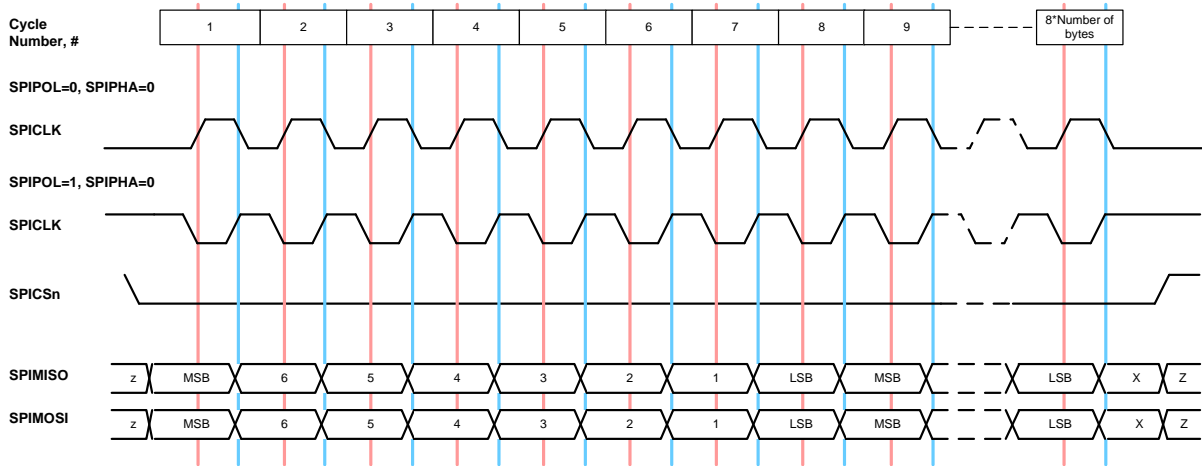 Cycle
Number, #
1 2 3 4 5 6 7 8 9
8*Number of
bytes
SPIPOL=0, SPIPHA=0
SPICLK
SPIPOL=1, SPIPHA=0
SPICLK
SPICSn
SPIMISO z MSB 6 5 4 3 2 1 LSB MSB LSB X Z
SPIMOSI z MSB 6 5 4 3 2 1 LSB MSB LSB X Z